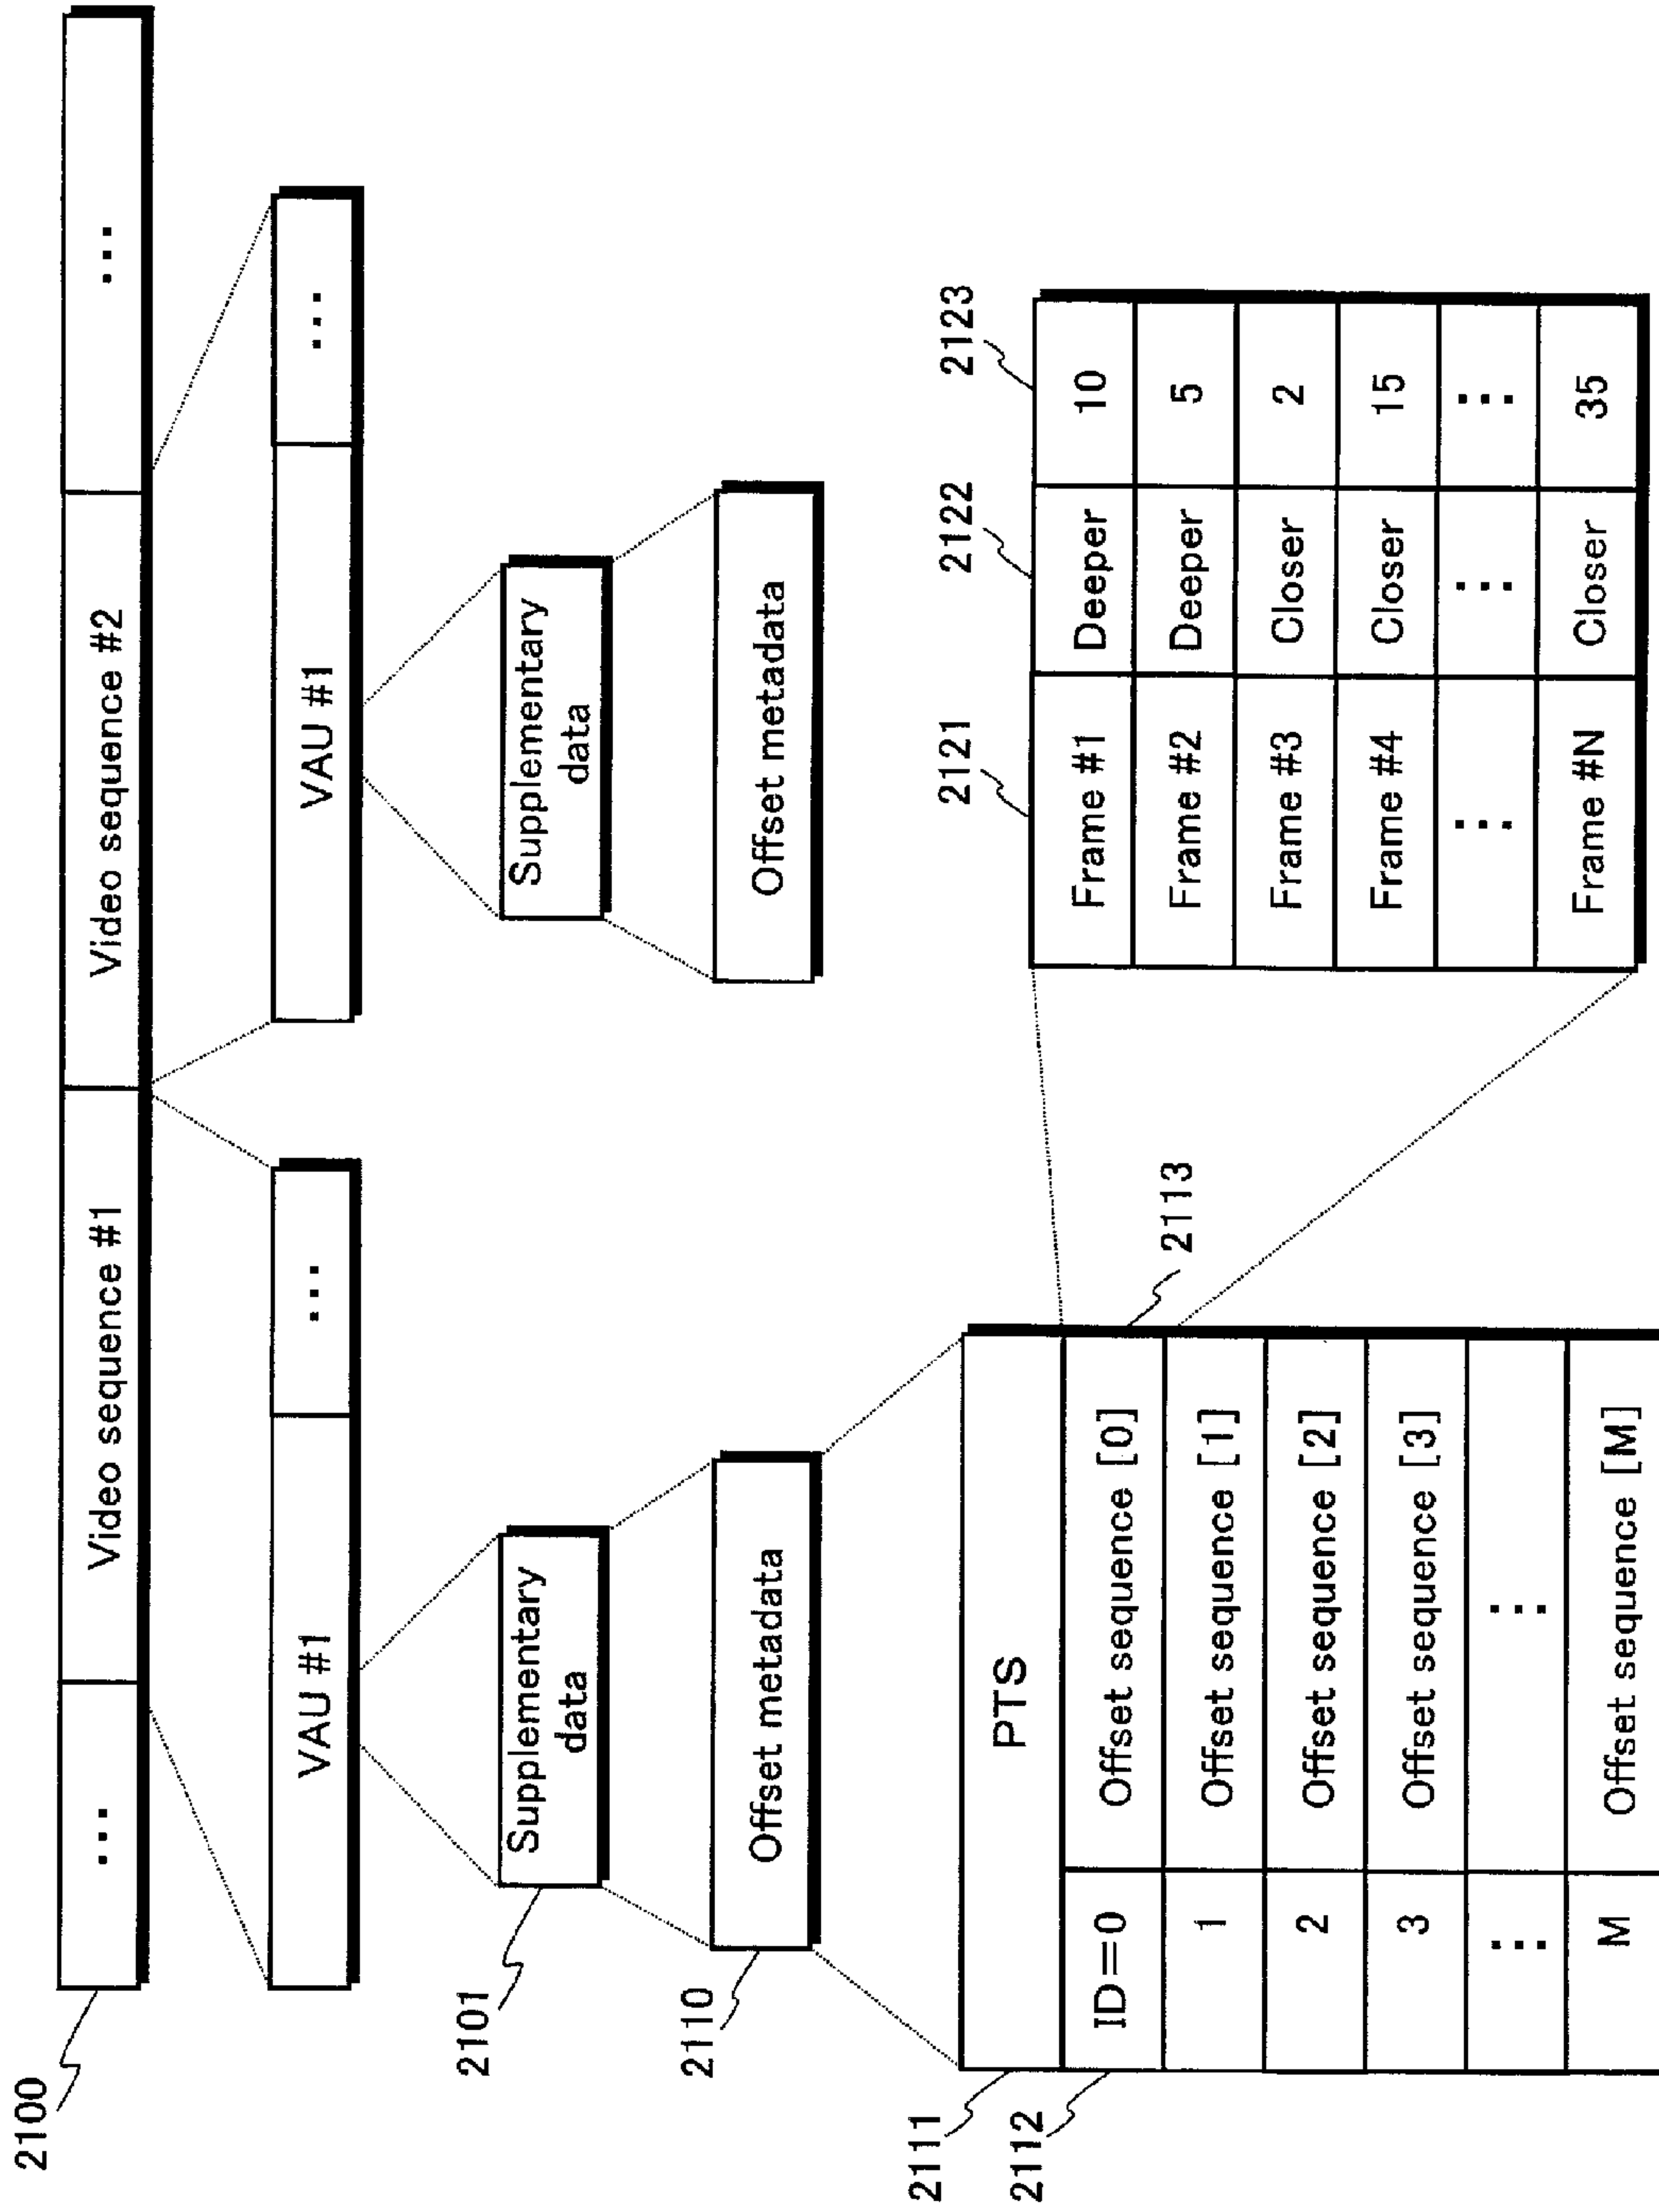 2100
... Video sequence #1 Video sequence #2 ...
VAU #1 ...
VAU #1 ...
2101
Supplementary
data
Supplementary
data
2110
Offset metadata
Offset metadata
2111
PTS
2112
2113
ID=0 Offset sequence [0]
1 Offset sequence [1]
2 Offset sequence [2]
3 Offset sequence [3]
... ...
M Offset sequence [M]
2121 2122 2123
Frame #1 Deeper 10
Frame #2 Deeper 5
Frame #3 Closer 2
Frame #4 Closer 15
... ... ...
Frame #N Closer 35